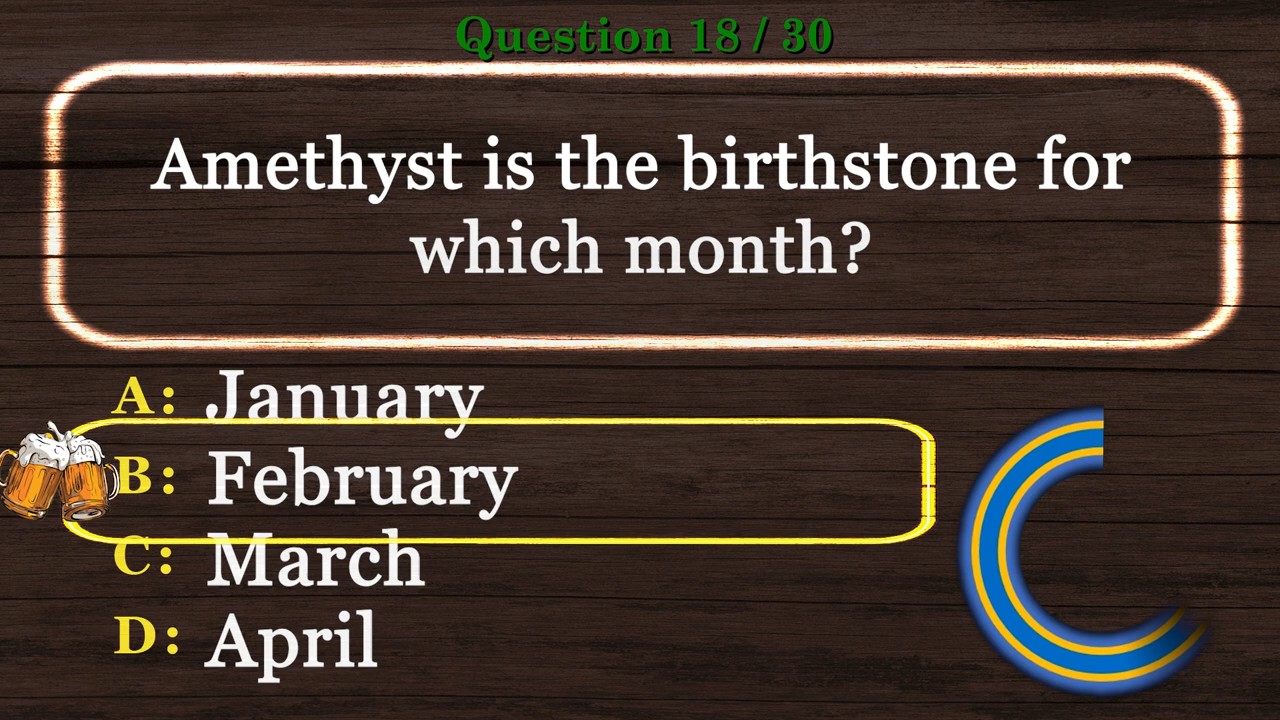 Question 18 / 30
Amethyst is the birthstone for
which month?
A: January
B: February
C: March
D: April